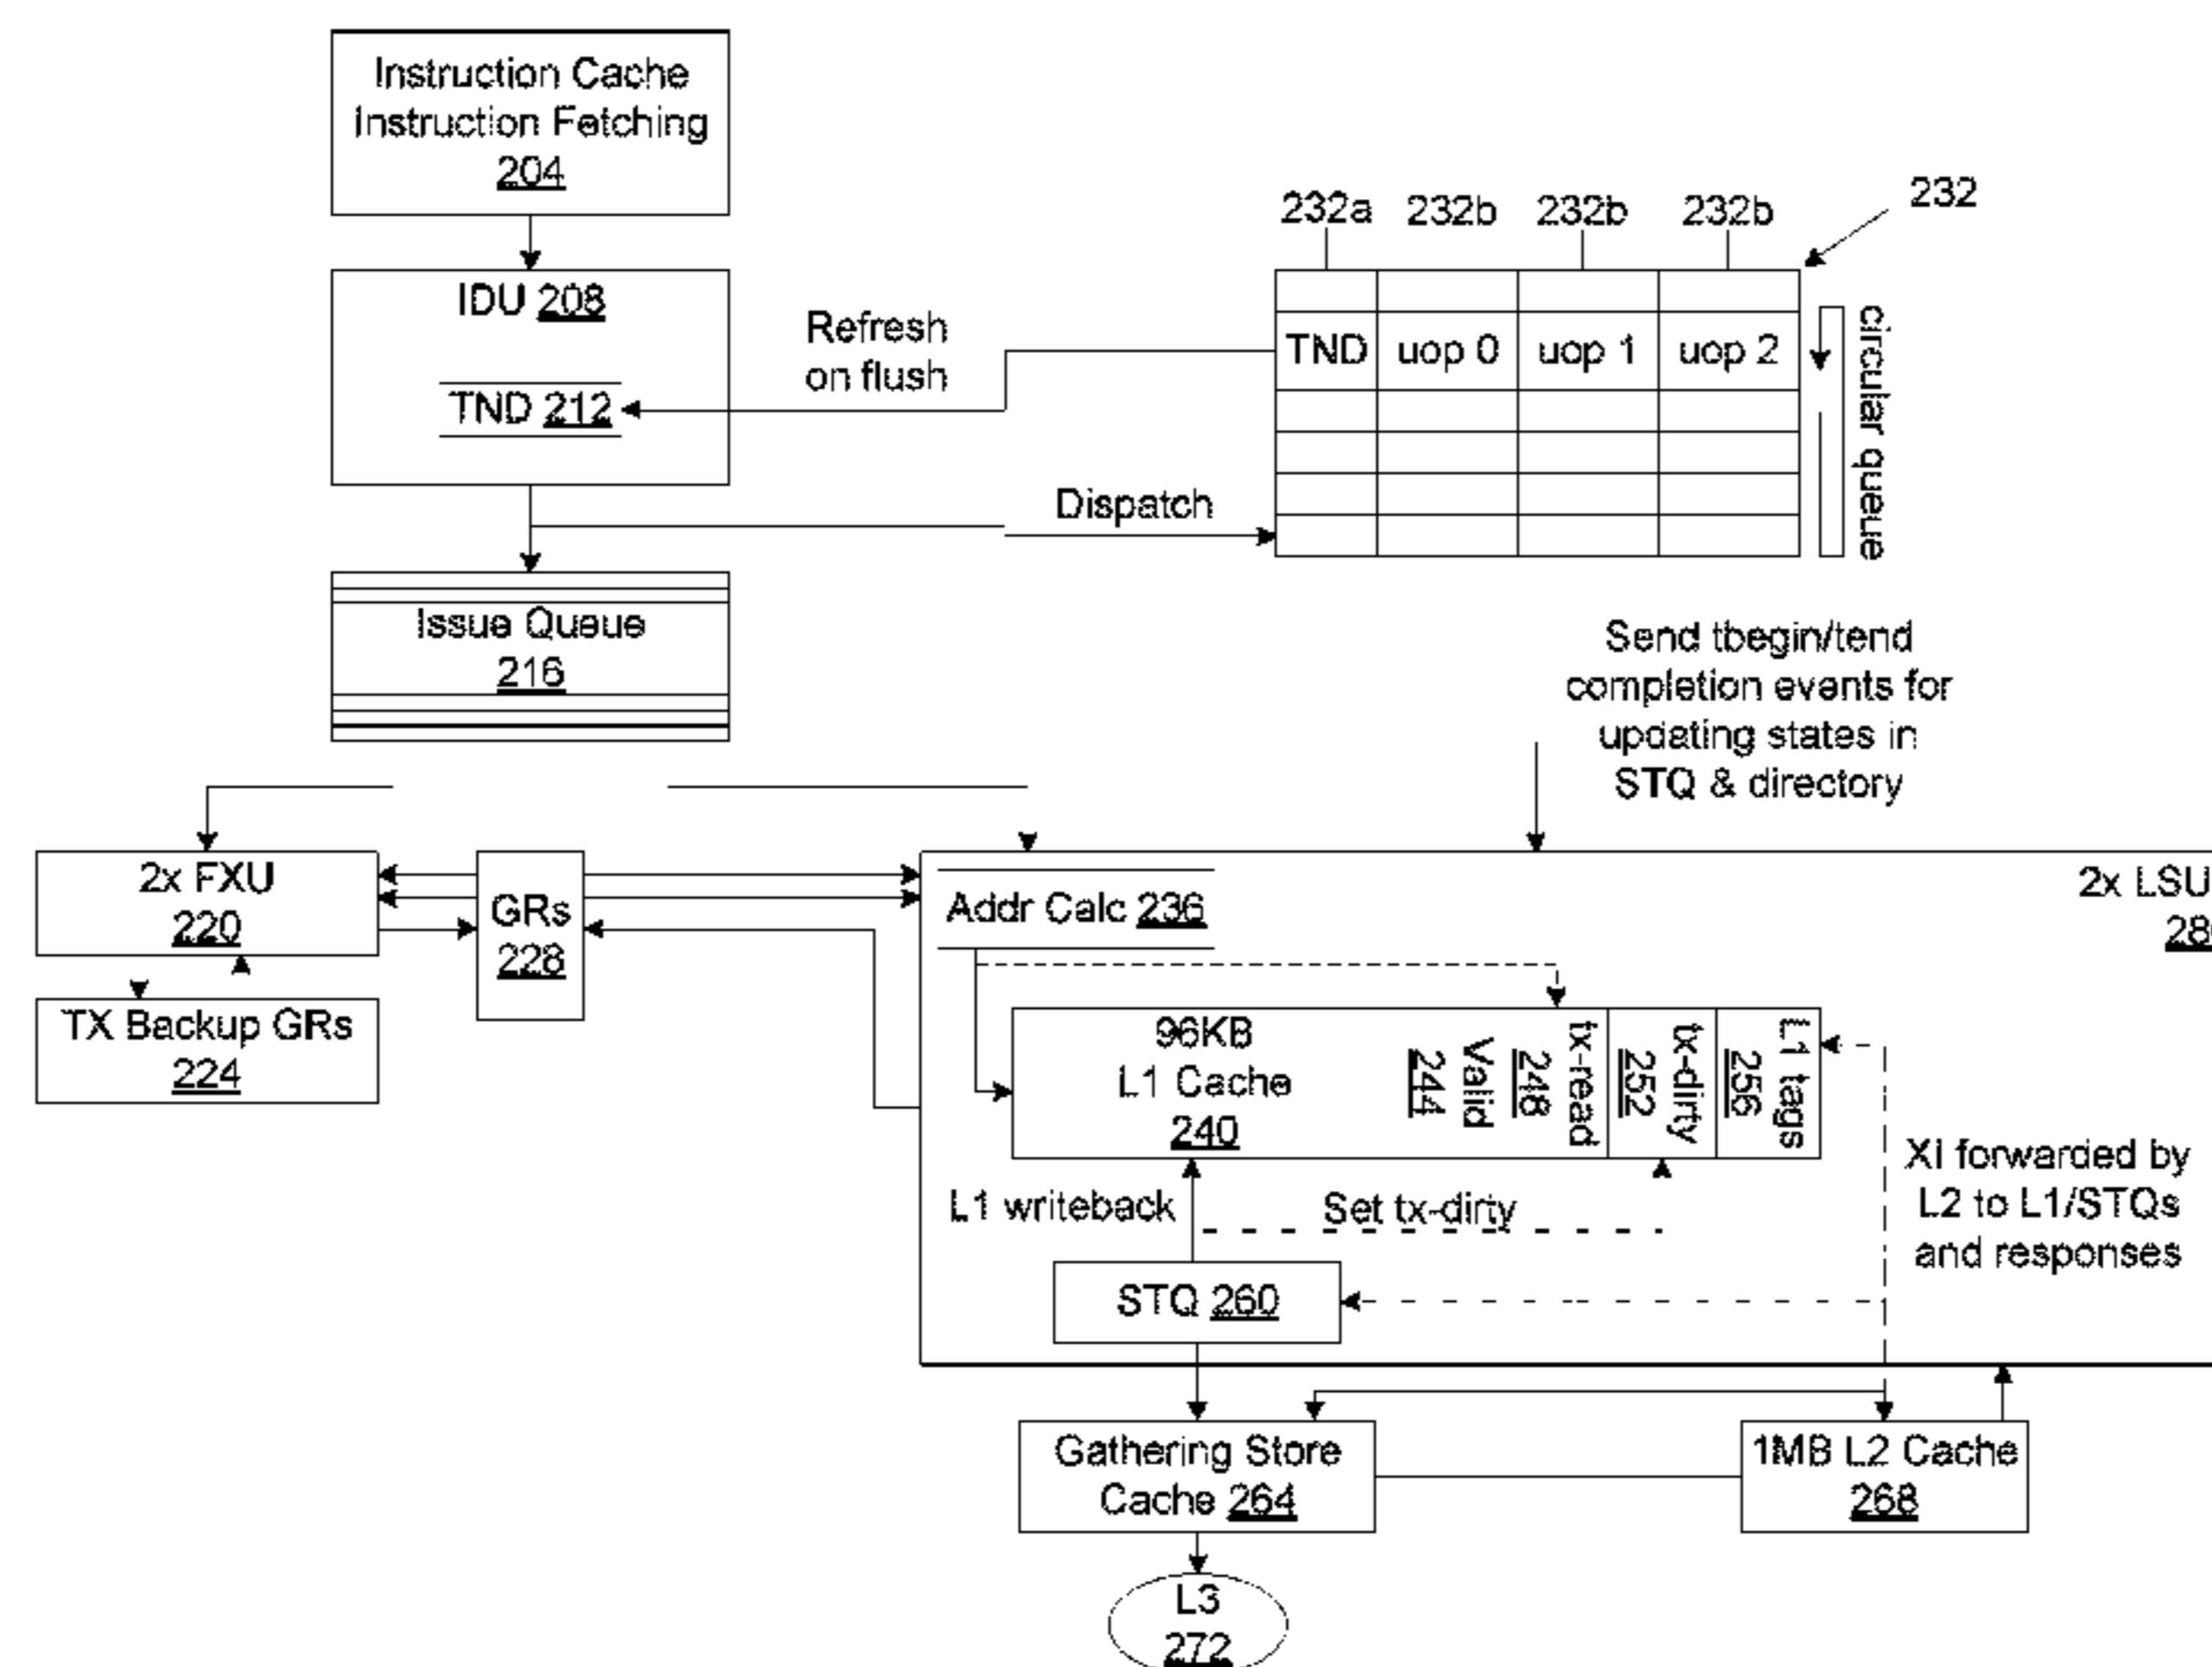 Instruction Cache
Instruction Fetching
204
232a 232b 232b 232b 232
IDU 208
TND 212
Refresh
on flush
TND uop 0 uop 1 uop 2
circular queue
Dispatch
Issue Queue
216
Send tbegin/tend
completion events for
updating states in
STQ & directory
2x FXU
220
GRs
228
TX Backup GRs
224
2x LSU
Addr Calc 236
96KB
L1 Cache
240
Valid
244
tx-read
248
tx-dirty
252
L1 tags
256
L1 writeback
Set tx-dirty
XI forwarded by
L2 to L1/STQs
and responses
STQ 260
Gathering Store
Cache 264
1MB L2 Cache
268
L3
272